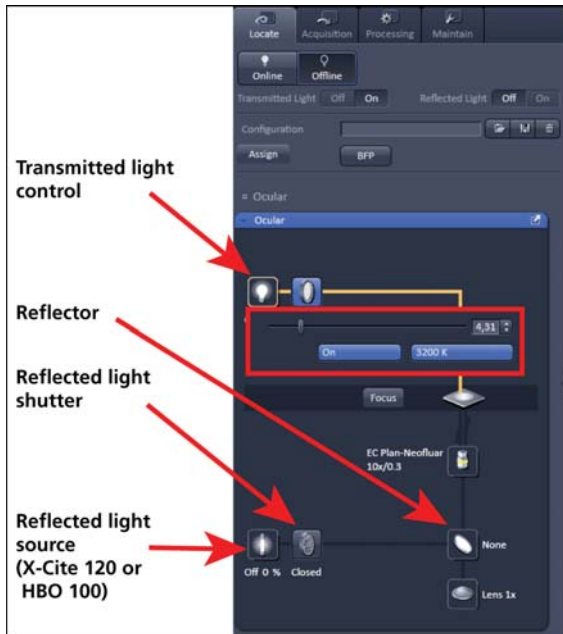 Locate Acquisition Processing Maintain
Online Offline
Transmitted Light Off On Reflected Light Off On
Configuration
Assign BFP
Ocular
Ocular
Transmitted light
control
4,31
On 3200 K
Reflector
Focus
Reflected light
shutter
EC Plan-Neofluar
10x/0.3
Reflected light
source
(X-Cite 120 or
HBO 100)
None
Off 0 % Closed
Lens 1x